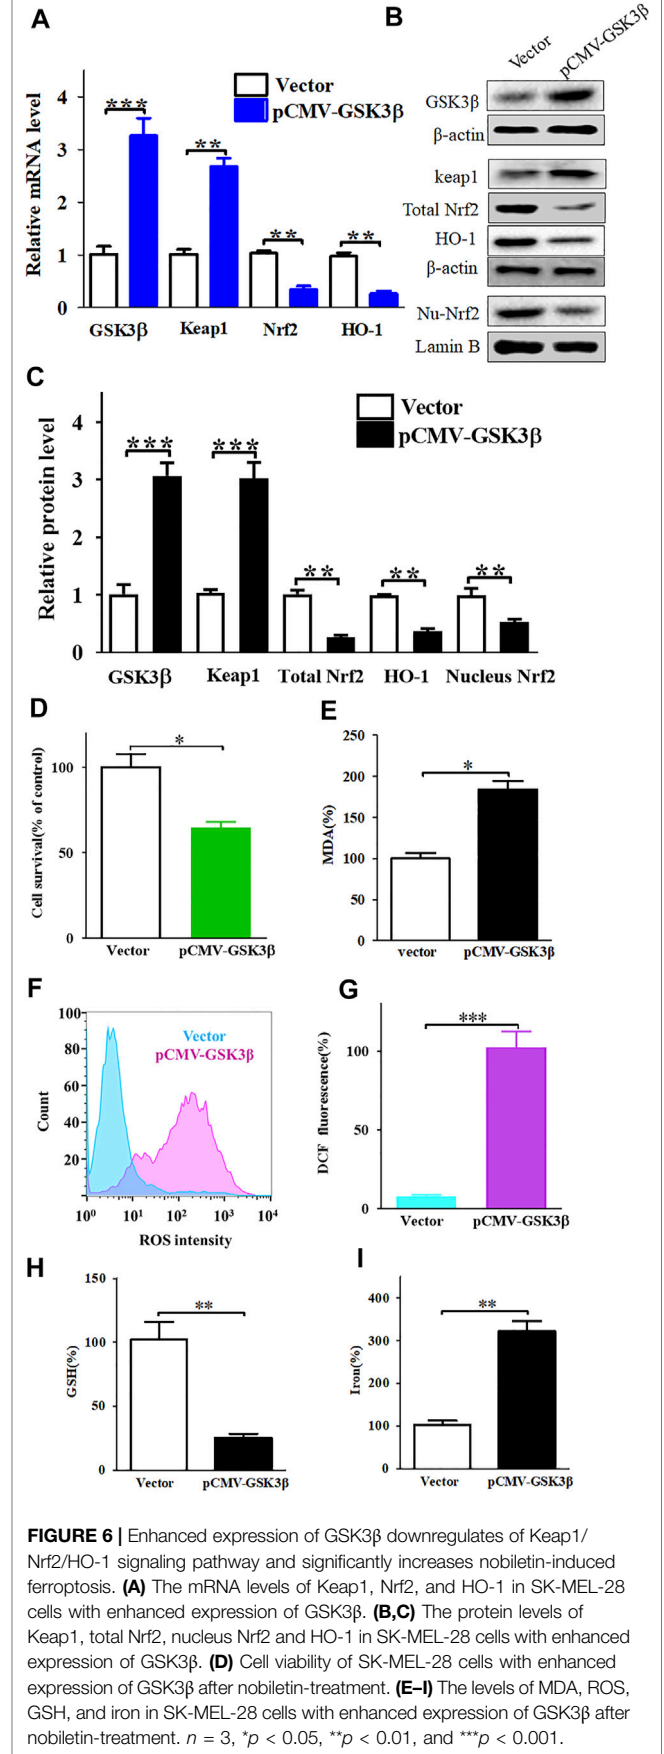 A
Vector
pCMV-GSK3β
Relative mRNA level
4
3
2
1
0
***
**
**
**
GSK3β
Keap1
Nrf2
HO-1
B
Vector
pCMV-GSK3β
GSK3β
β-actin
keap1
Total Nrf2
HO-1
β-actin
Nu-Nrf2
Lamin B
C
Vector
pCMV-GSK3β
Relative protein level
4
3
2
1
0
***
***
**
**
**
GSK3β
Keap1
Total Nrf2
HO-1
Nucleus Nrf2
D
Cell survival(% of control)
100
50
0
*
Vector
pCMV-GSK3β
E
MDA(%)
250
200
150
100
50
0
*
vector
pCMV-GSK3β
F
Count
100
80
60
40
20
Vector
pCMV-GSK3β
10⁰
10¹
10²
10³
10⁴
ROS intensity
G
DCF fluorescence(%)
100
50
0
***
Vector
pCMV-GSK3β
H
GSH(%)
150
100
50
0
**
Vector
pCMV-GSK3β
I
Iron(%)
400
300
200
100
0
**
Vector
pCMV-GSK3β
FIGURE 6 | Enhanced expression of GSK3β downregulates of Keap1/
Nrf2/HO-1 signaling pathway and significantly increases nobiletin-induced
ferroptosis. (A) The mRNA levels of Keap1, Nrf2, and HO-1 in SK-MEL-28
cells with enhanced expression of GSK3β. (B,C) The protein levels of
Keap1, total Nrf2, nucleus Nrf2 and HO-1 in SK-MEL-28 cells with enhanced
expression of GSK3β. (D) Cell viability of SK-MEL-28 cells with enhanced
expression of GSK3β after nobiletin-treatment. (E–I) The levels of MDA, ROS,
GSH, and iron in SK-MEL-28 cells with enhanced expression of GSK3β after
nobiletin-treatment. n = 3, *p < 0.05, **p < 0.01, and ***p < 0.001.